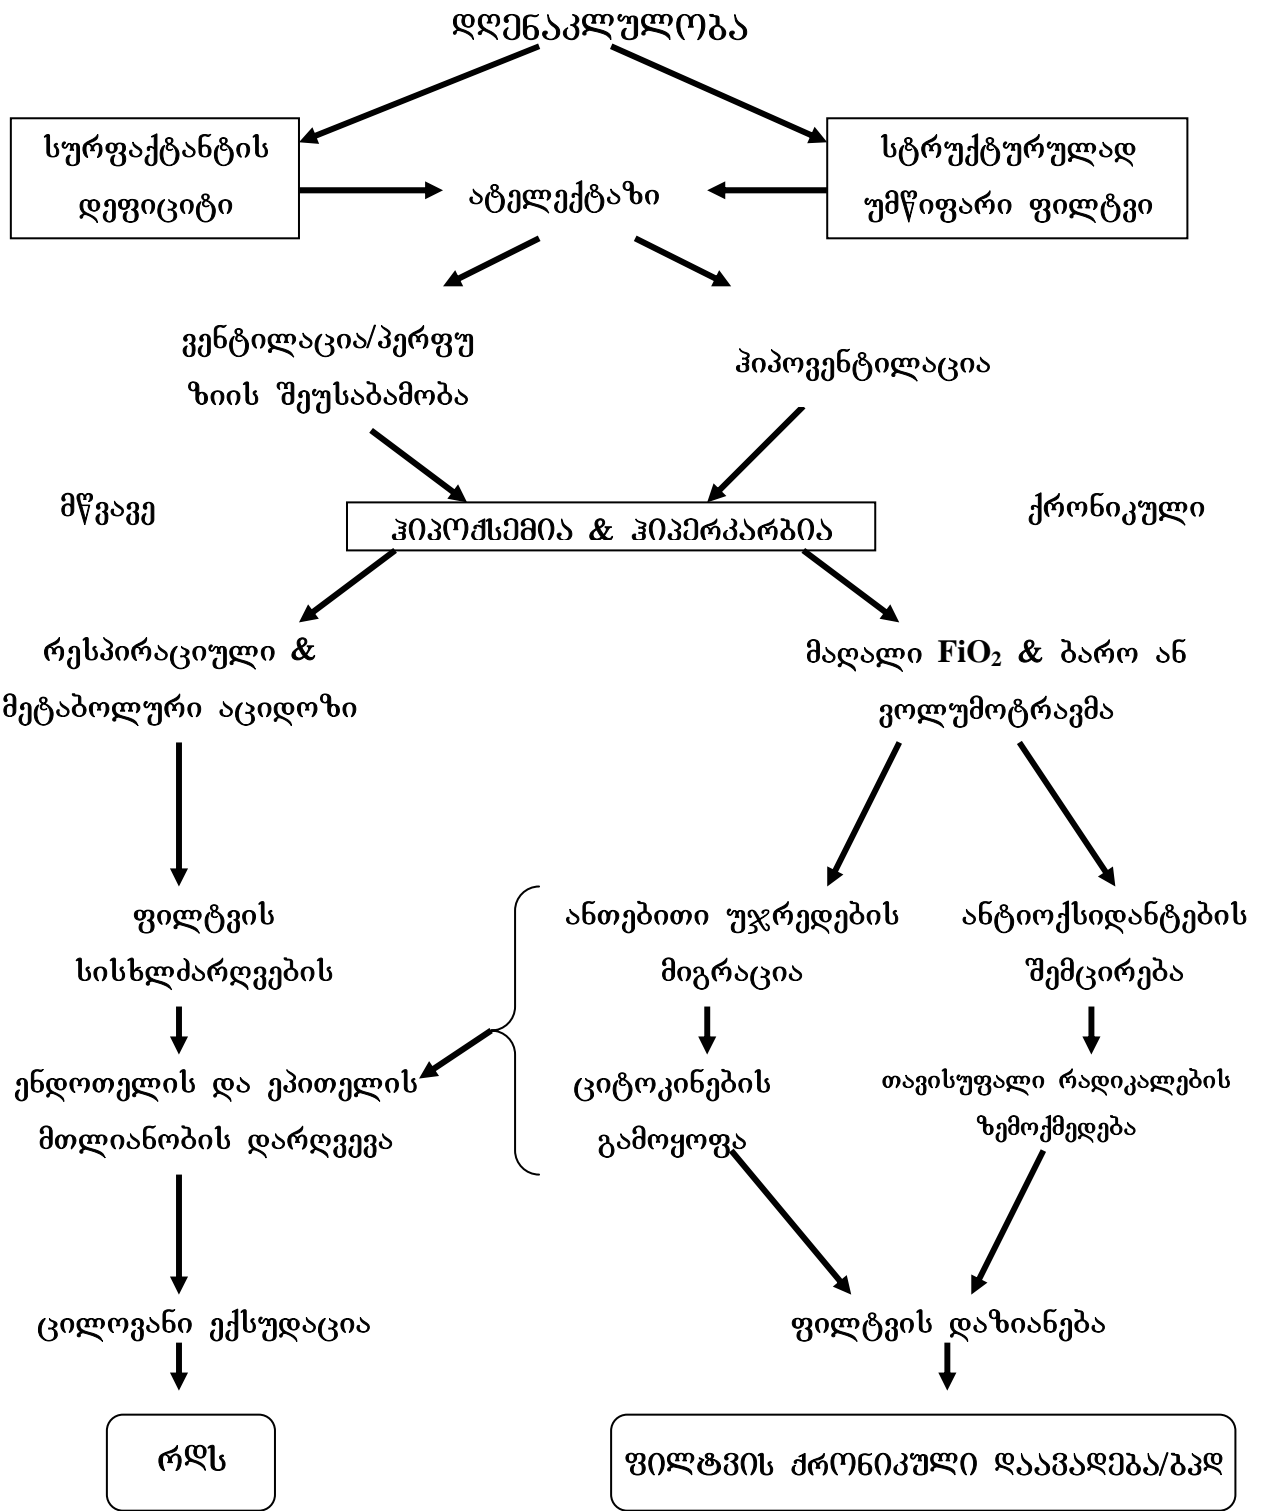 დღენაკლულობა
სურფაქტანტის
დეფიციტი
ატელექტაზი
სტრუქტურულად
უმწიფარი ფილტვი
ვენტილაცია/პერფუ
ზიის შეუსაბამობა
ჰიპოვენტილაცია
მწვავე
ჰიპოქსემია & ჰიპერკარბია
ქრონიკული
რესპირაციული &
მეტაბოლური აციდოზი
მაღალი FiO₂ & ბარო ან
ვოლუმოტრავმა
ფილტვის
სისხლძარღვების
ანთებითი უჯრედების
მიგრაცია
ანტიოქსიდანტების
შემცირება
ენდოთელის და ეპითელის
მთლიანობის დარღვევა
ციტოკინების
გამოყოფა
თავისუფალი რადიკალების
ზემოქმედება
ცილოვანი ექსუდაცია
ფილტვის დაზიანება
რდს
ფილტვის ქრონიკული დაავადება/ბპდ